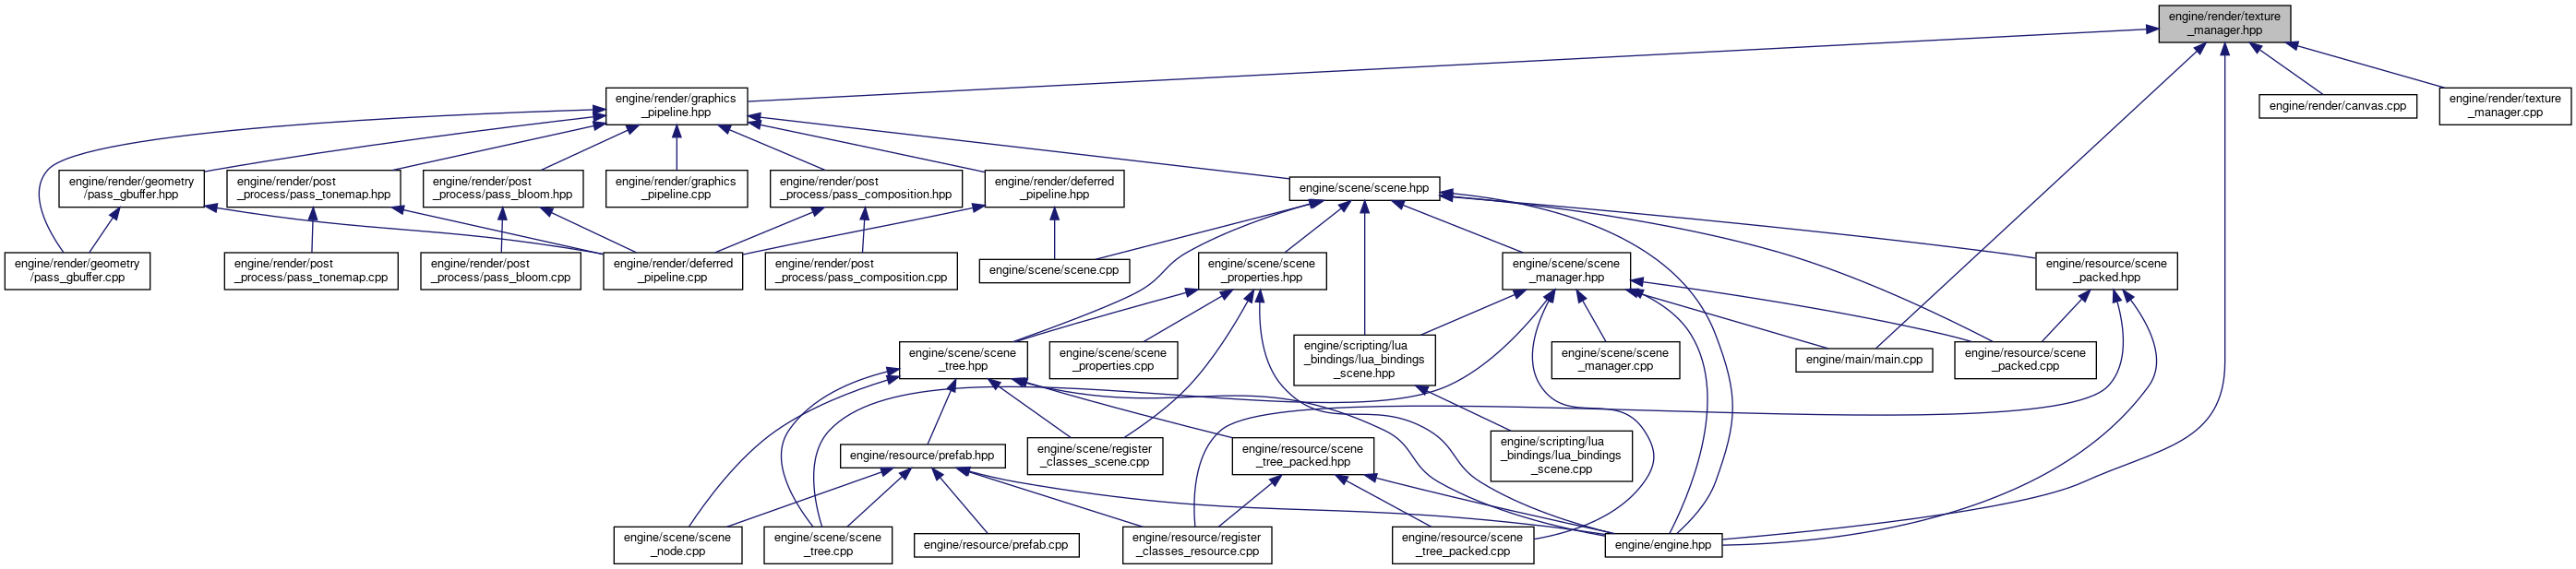 engine/render/texture
_manager.hpp
engine/render/graphics
_pipeline.hpp
engine/render/canvas.cpp
engine/render/texture
_manager.cpp
engine/render/geometry
/pass_gbuffer.hpp
engine/render/post
_process/pass_tonemap.hpp
engine/render/post
_process/pass_bloom.hpp
engine/render/graphics
_pipeline.cpp
engine/render/post
_process/pass_composition.hpp
engine/render/deferred
_pipeline.hpp
engine/scene/scene.hpp
engine/render/geometry
/pass_gbuffer.cpp
engine/render/post
_process/pass_tonemap.cpp
engine/render/post
_process/pass_bloom.cpp
engine/render/deferred
_pipeline.cpp
engine/render/post
_process/pass_composition.cpp
engine/scene/scene.cpp
engine/scene/scene
_properties.hpp
engine/scene/scene
_manager.hpp
engine/resource/scene
_packed.hpp
engine/scene/scene
_tree.hpp
engine/scene/scene
_properties.cpp
engine/scripting/lua
_bindings/lua_bindings
_scene.hpp
engine/scene/scene
_manager.cpp
engine/main/main.cpp
engine/resource/scene
_packed.cpp
engine/resource/prefab.hpp
engine/scene/register
_classes_scene.cpp
engine/resource/scene
_tree_packed.hpp
engine/scripting/lua
_bindings/lua_bindings
_scene.cpp
engine/scene/scene
_node.cpp
engine/scene/scene
_tree.cpp
engine/resource/prefab.cpp
engine/resource/register
_classes_resource.cpp
engine/resource/scene
_tree_packed.cpp
engine/engine.hpp